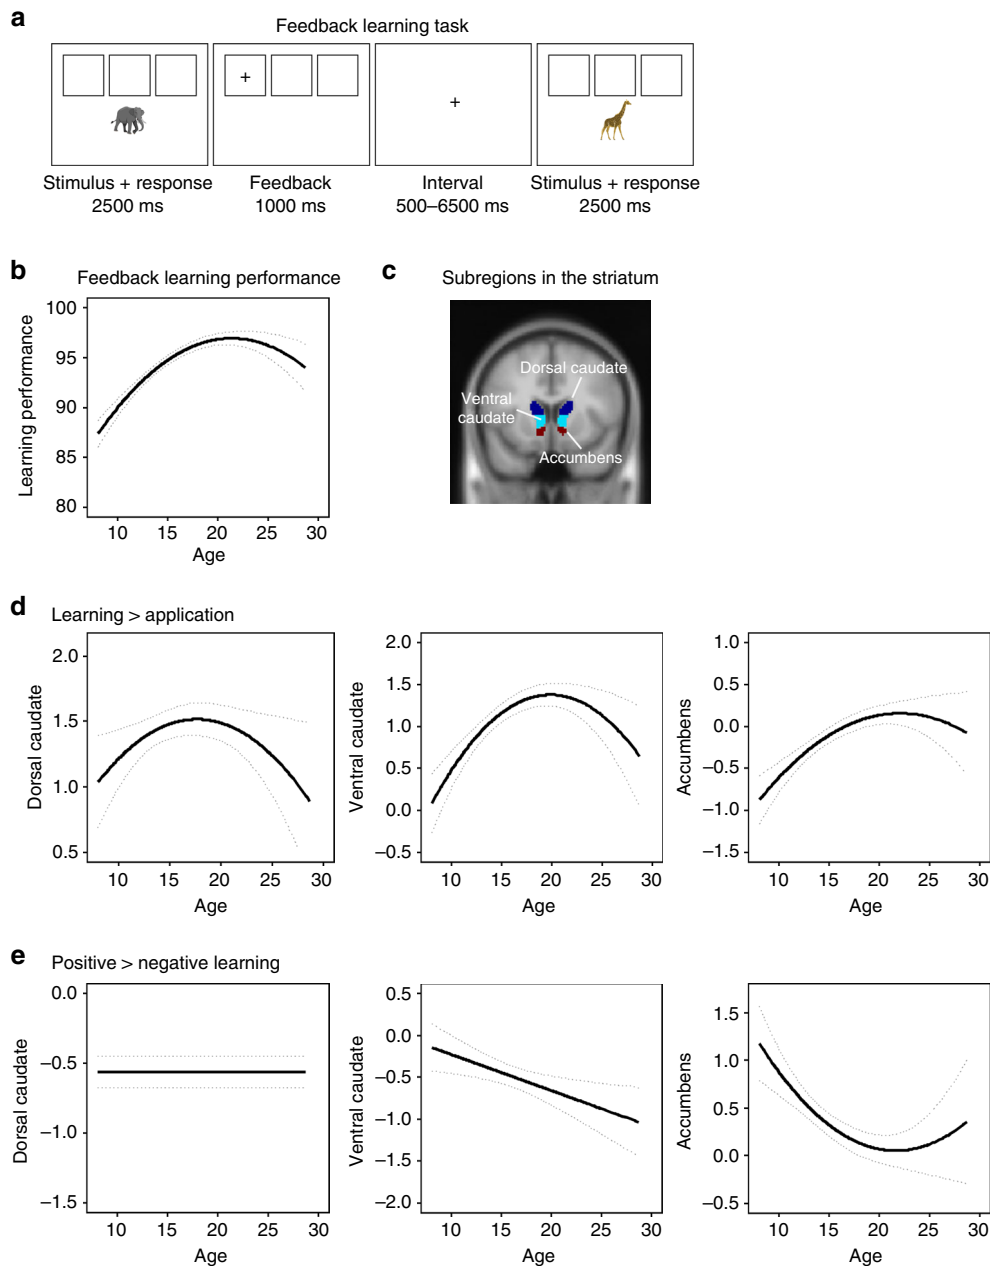 a
Feedback learning task
+
+
Stimulus + response
2500 ms
Feedback
1000 ms
Interval
500–6500 ms
Stimulus + response
2500 ms
b
Feedback learning performance
Learning performance
100
95
90
85
80
10 15 20 25 30
Age
c
Subregions in the striatum
Dorsal caudate
Ventral
caudate
Accumbens
d
Learning > application
Dorsal caudate
2.0
1.5
1.0
0.5
10 15 20 25 30
Age
Ventral caudate
2.0
1.5
1.0
0.5
0.0
–0.5
10 15 20 25 30
Age
Accumbens
1.0
0.5
0.0
–0.5
–1.0
–1.5
10 15 20 25 30
Age
e
Positive > negative learning
Dorsal caudate
0.0
–0.5
–1.0
–1.5
10 15 20 25 30
Age
Ventral caudate
0.5
0.0
–0.5
–1.0
–1.5
–2.0
10 15 20 25 30
Age
Accumbens
1.5
1.0
0.5
0.0
–0.5
10 15 20 25 30
Age